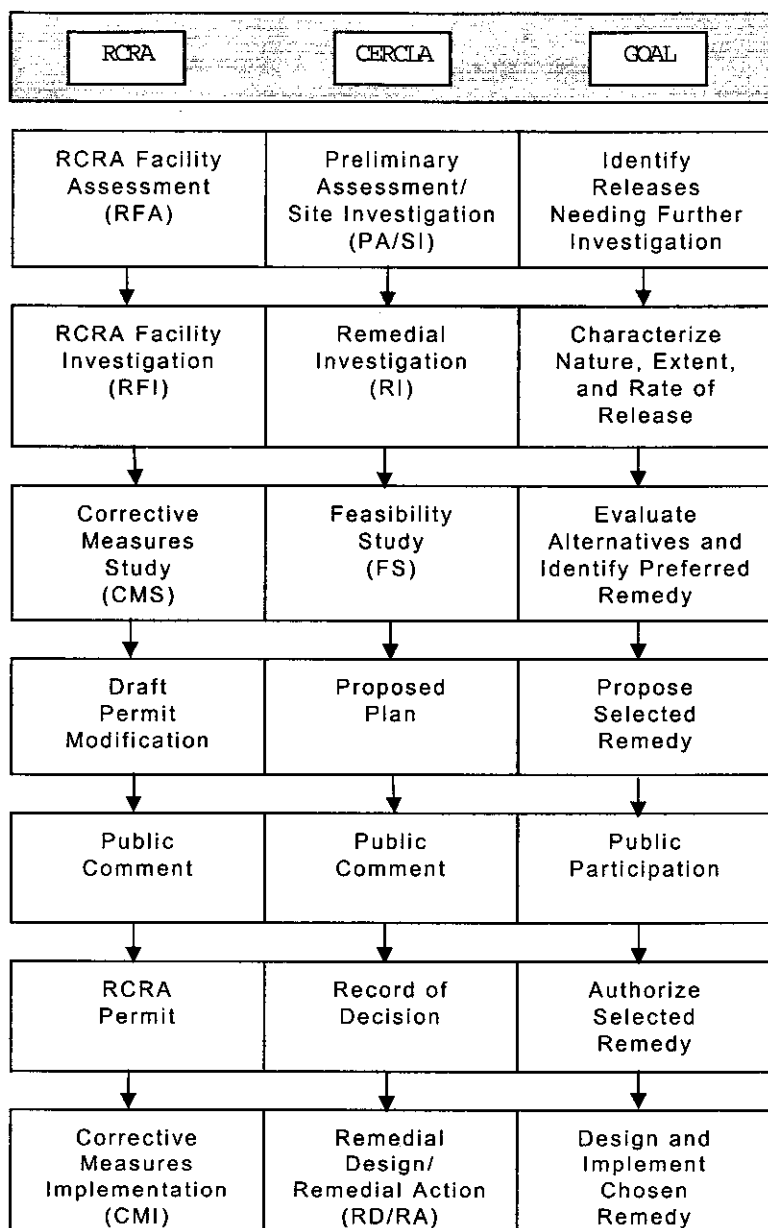 RCRA
CERCLA
GOAL
RCRA Facility
Assessment
(RFA)
Preliminary
Assessment/
Site Investigation
(PA/SI)
Identify
Releases
Needing Further
Investigation
RCRA Facility
Investigation
(RFI)
Remedial
Investigation
(RI)
Characterize
Nature, Extent,
and Rate of
Release
Corrective
Measures
Study
(CMS)
Feasibility
Study
(FS)
Evaluate
Alternatives and
Identify Preferred
Remedy
Draft
Permit
Modification
Proposed
Plan
Propose
Selected
Remedy
Public
Comment
Public
Comment
Public
Participation
RCRA
Permit
Record of
Decision
Authorize
Selected
Remedy
Corrective
Measures
Implementation
(CMI)
Remedial
Design/
Remedial Action
(RD/RA)
Design and
Implement
Chosen
Remedy